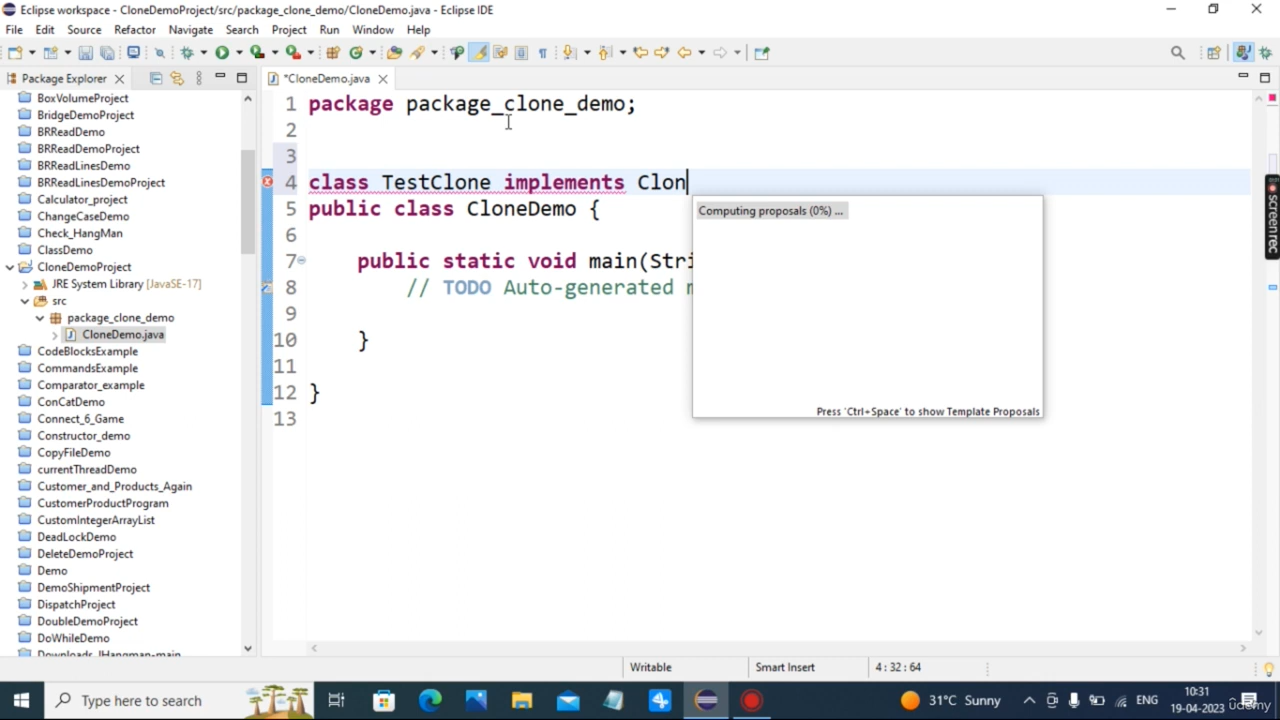 Eclipse workspace - CloneDemoProject/src/package_clone_demo/CloneDemo.java - Eclipse IDE
File Edit Source Refactor Navigate Search Project Run Window Help
Package Explorer
*CloneDemo.java
BoxVolumeProject
BridgeDemoProject
BRReadDemo
BRReadDemoProject
BRReadLinesDemo
BRReadLinesDemoProject
Calculator_project
ChangeCaseDemo
Check_HangMan
ClassDemo
CloneDemoProject
JRE System Library [JavaSE-17]
src
package_clone_demo
CloneDemo.java
CodeBlocksExample
CommandsExample
Comparator_example
ConCatDemo
Connect_6_Game
Constructor_demo
CopyFileDemo
currentThreadDemo
Customer_and_Products_Again
CustomerProductProgram
CustomIntegerArrayList
DeadLockDemo
DeleteDemoProject
Demo
DemoShipmentProject
DispatchProject
DoubleDemoProject
DoWhileDemo
Downloads_JHangman-main
1 package package_clone_demo;
2
3
4 class TestClone implements Clon
5 public class CloneDemo {
6
7 public static void main(Stri
8 // TODO Auto-generated m
9
10 }
11
12 }
13
Computing proposals (0%) ...
Press 'Ctrl+Space' to show Template Proposals
screenrec
Writable Smart Insert 4 : 32 : 64
Type here to search
31°C Sunny
ENG
10:31
19-04-2023
udemy